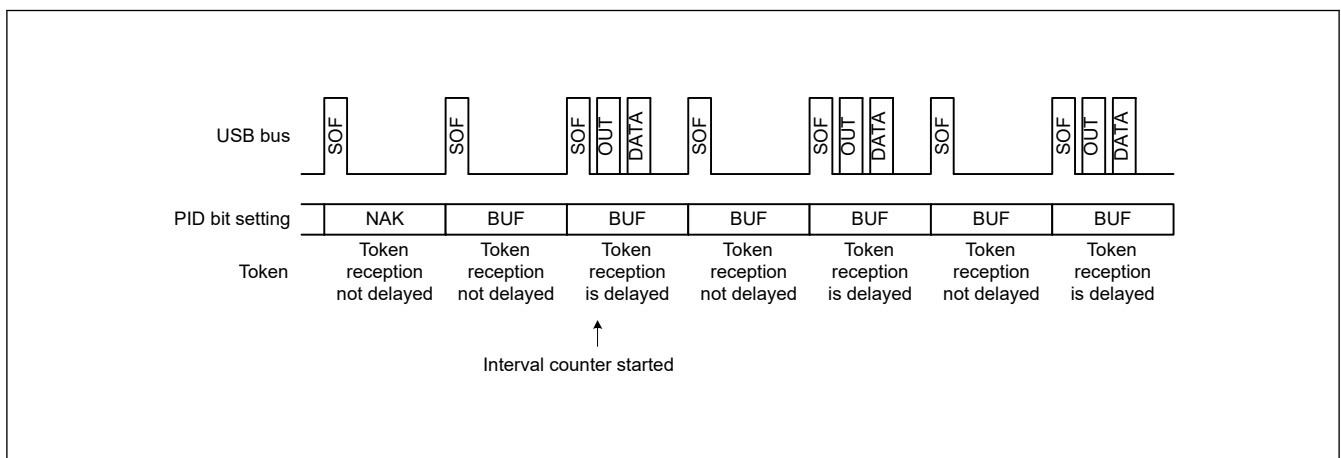 USB bus
SOF
SOF
SOF
OUT
DATA
SOF
SOF
OUT
DATA
SOF
SOF
OUT
DATA
PID bit setting
NAK
BUF
BUF
BUF
BUF
BUF
BUF
Token
Token
reception
not delayed
Token
reception
not delayed
Token
reception
is delayed
Token
reception
not delayed
Token
reception
is delayed
Token
reception
not delayed
Token
reception
is delayed
Interval counter started